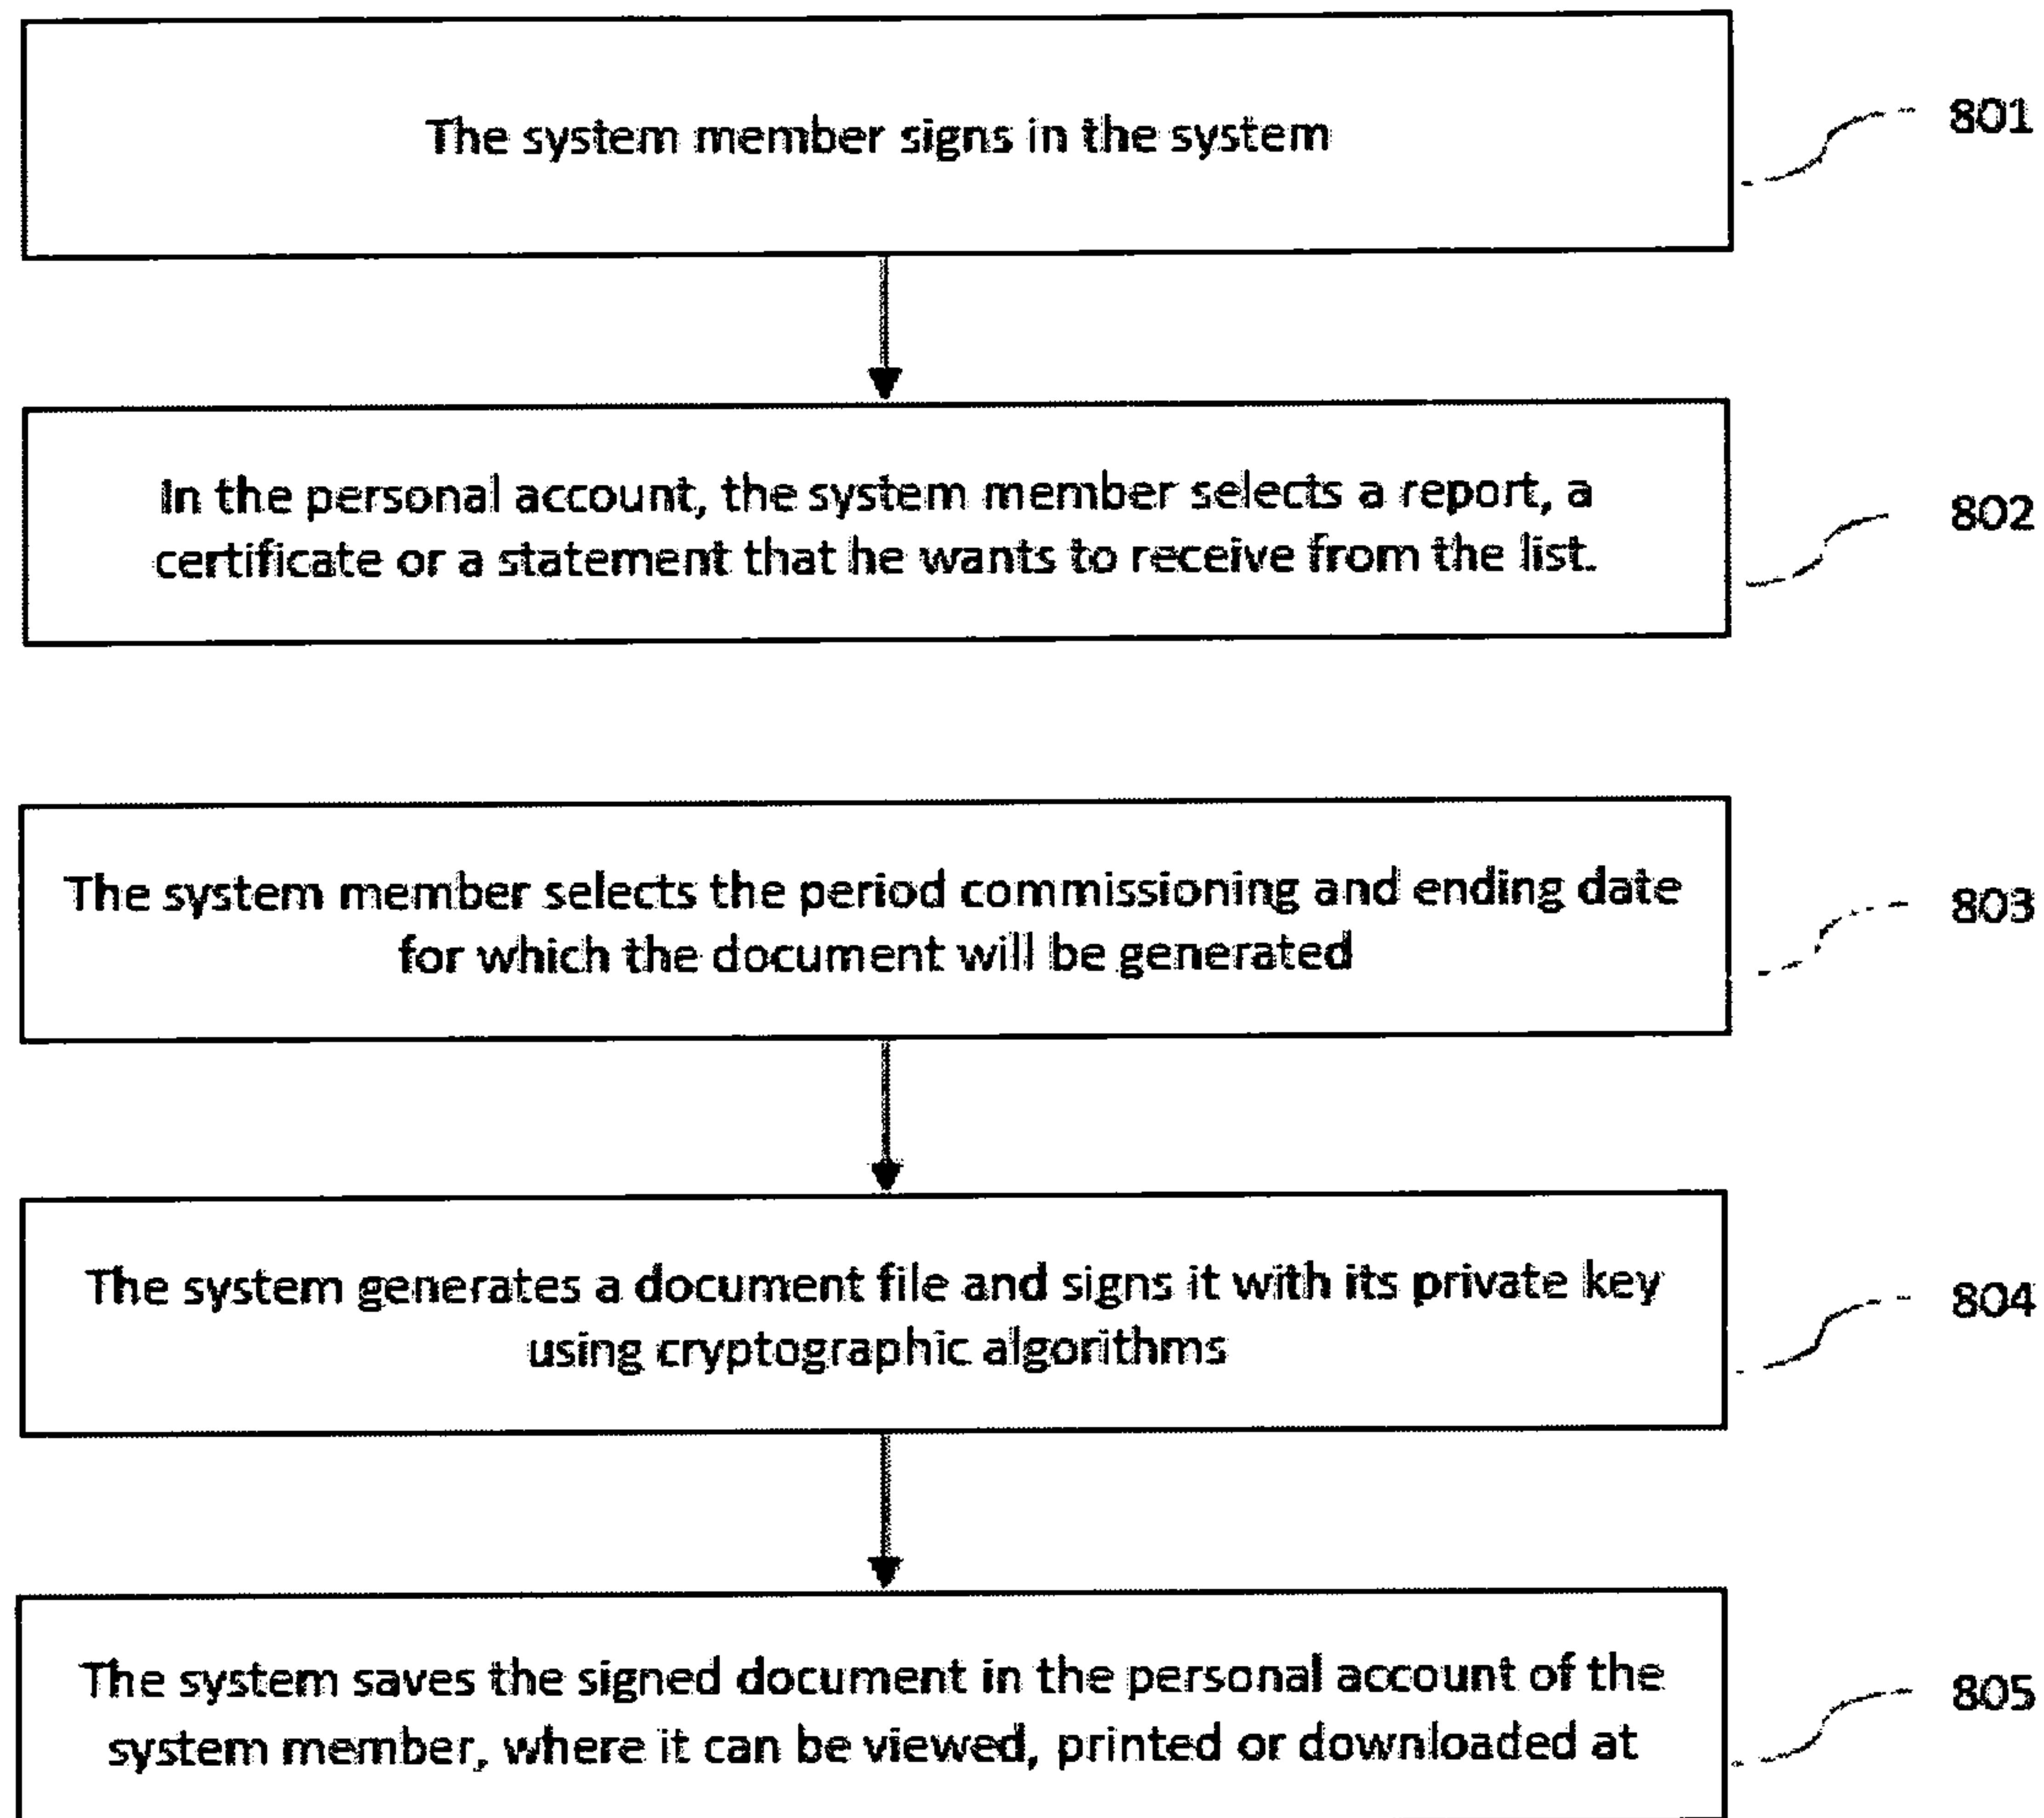 The system member signs in the system
801
In the personal account, the system member selects a report, a
certificate or a statement that he wants to receive from the list.
802
The system member selects the period commissioning and ending date
for which the document will be generated
803
The system generates a document file and signs it with its private key
using cryptographic algorithms
804
The system saves the signed document in the personal account of the
system member, where it can be viewed, printed or downloaded at
805